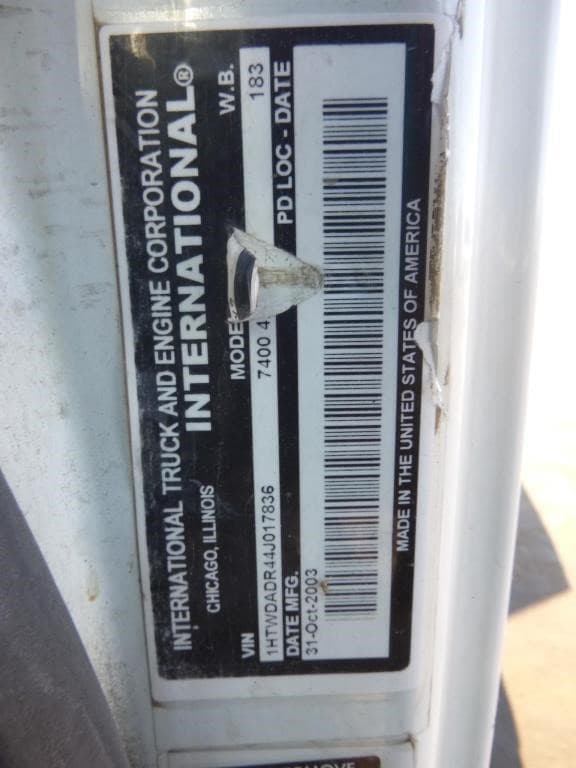 INTERNATIONAL TRUCK AND ENGINE CORPORATION
CHICAGO, ILLINOIS INTERNATIONAL®
VIN MODE W.B.
1HTWDADR44J017836 7400 4 183
DATE MFG. PD LOC - DATE
31-Oct-2003
MADE IN THE UNITED STATES OF AMERICA